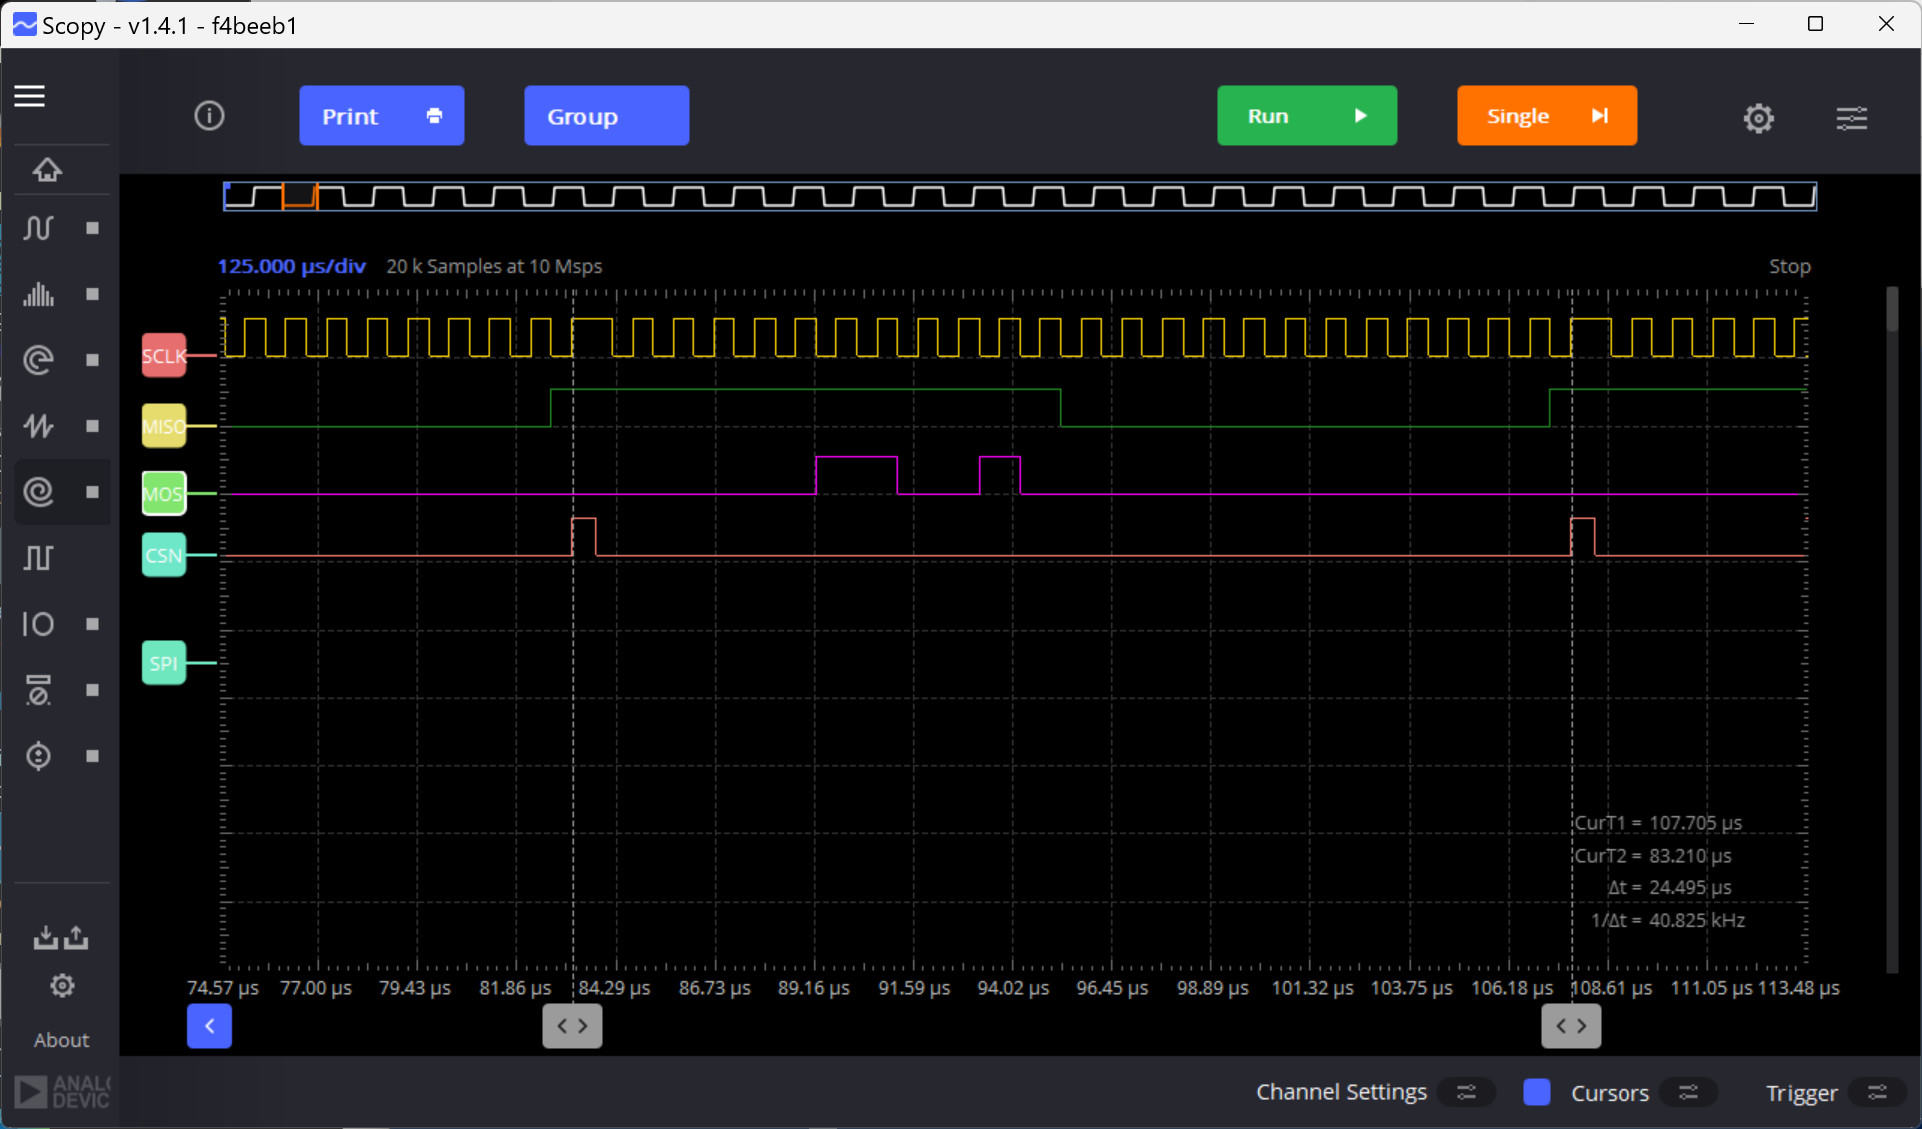 Scopy - v1.4.1 - f4beeb1
Print
Group
Run
Single
125.000 µs/div 20 k Samples at 10 Msps
Stop
SCLK
MISO
MOS
CSN
SPI
CurT1 = 107.705 µs
CurT2 = 83.210 µs
Δt = 24.495 µs
1/Δt = 40.825 kHz
74.57 µs 77.00 µs 79.43 µs 81.86 µs 84.29 µs 86.73 µs 89.16 µs 91.59 µs 94.02 µs 96.45 µs 98.89 µs 101.32 µs 103.75 µs 106.18 µs 108.61 µs 111.05 µs 113.48 µs
About
ANAL
DEVIC
Channel Settings
Cursors
Trigger